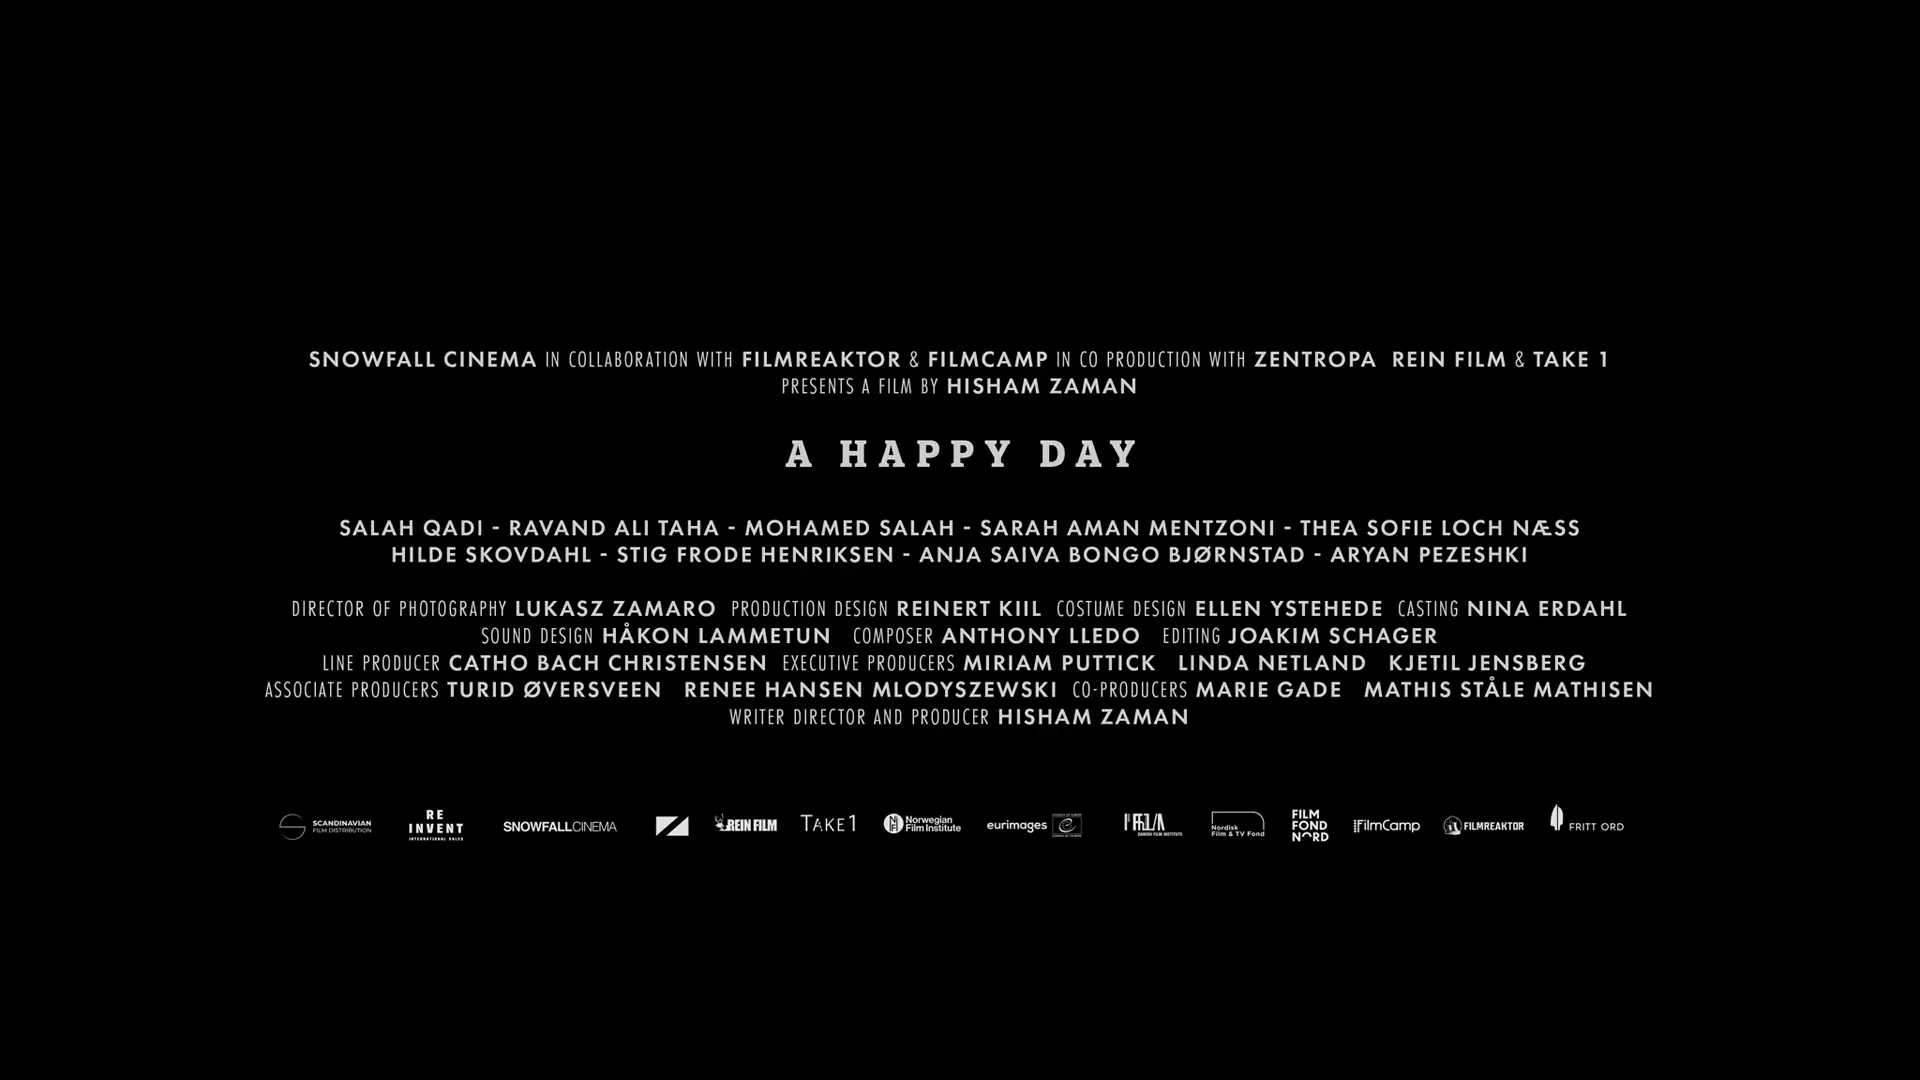 SNOWFALL CINEMA IN COLLABORATION WITH FILMREAKTOR & FILMCAMP IN CO PRODUCTION WITH ZENTROPA REIN FILM & TAKE 1
PRESENTS A FILM BY HISHAM ZAMAN
A HAPPY DAY
SALAH QADI - RAVAND ALI TAHA - MOHAMED SALAH - SARAH AMAN MENTZONI - THEA SOFIE LOCH NÆSS
HILDE SKOVDAHL - STIG FRODE HENRIKSEN - ANJA SAIVA BONGO BJØRNSTAD - ARYAN PEZESHKI
DIRECTOR OF PHOTOGRAPHY LUKASZ ZAMARO PRODUCTION DESIGN REINERT KIIL COSTUME DESIGN ELLEN YSTEHEDE CASTING NINA ERDAHL
SOUND DESIGN HÅKON LAMMETUN COMPOSER ANTHONY LLEDO EDITING JOAKIM SCHAGER
LINE PRODUCER CATHO BACH CHRISTENSEN EXECUTIVE PRODUCERS MIRIAM PUTTICK LINDA NETLAND KJETIL JENSBERG
ASSOCIATE PRODUCERS TURID ØVERSVEEN RENEE HANSEN MLODYSZEWSKI CO-PRODUCERS MARIE GADE MATHIS STÅLE MATHISEN
WRITER DIRECTOR AND PRODUCER HISHAM ZAMAN
SCANDINAVIAN
FILM DISTRIBUTION
RE
INVENT
INTERNATIONAL SALES
SNOWFALLCINEMA
REIN FILM
TAKE1
Norwegian
Film Institute
eurimages
DANISH FILM INSTITUTE
Nordisk
Film & TV Fond
FILM
FOND
NORD
FilmCamp
FILMREAKTOR
FRITT ORD